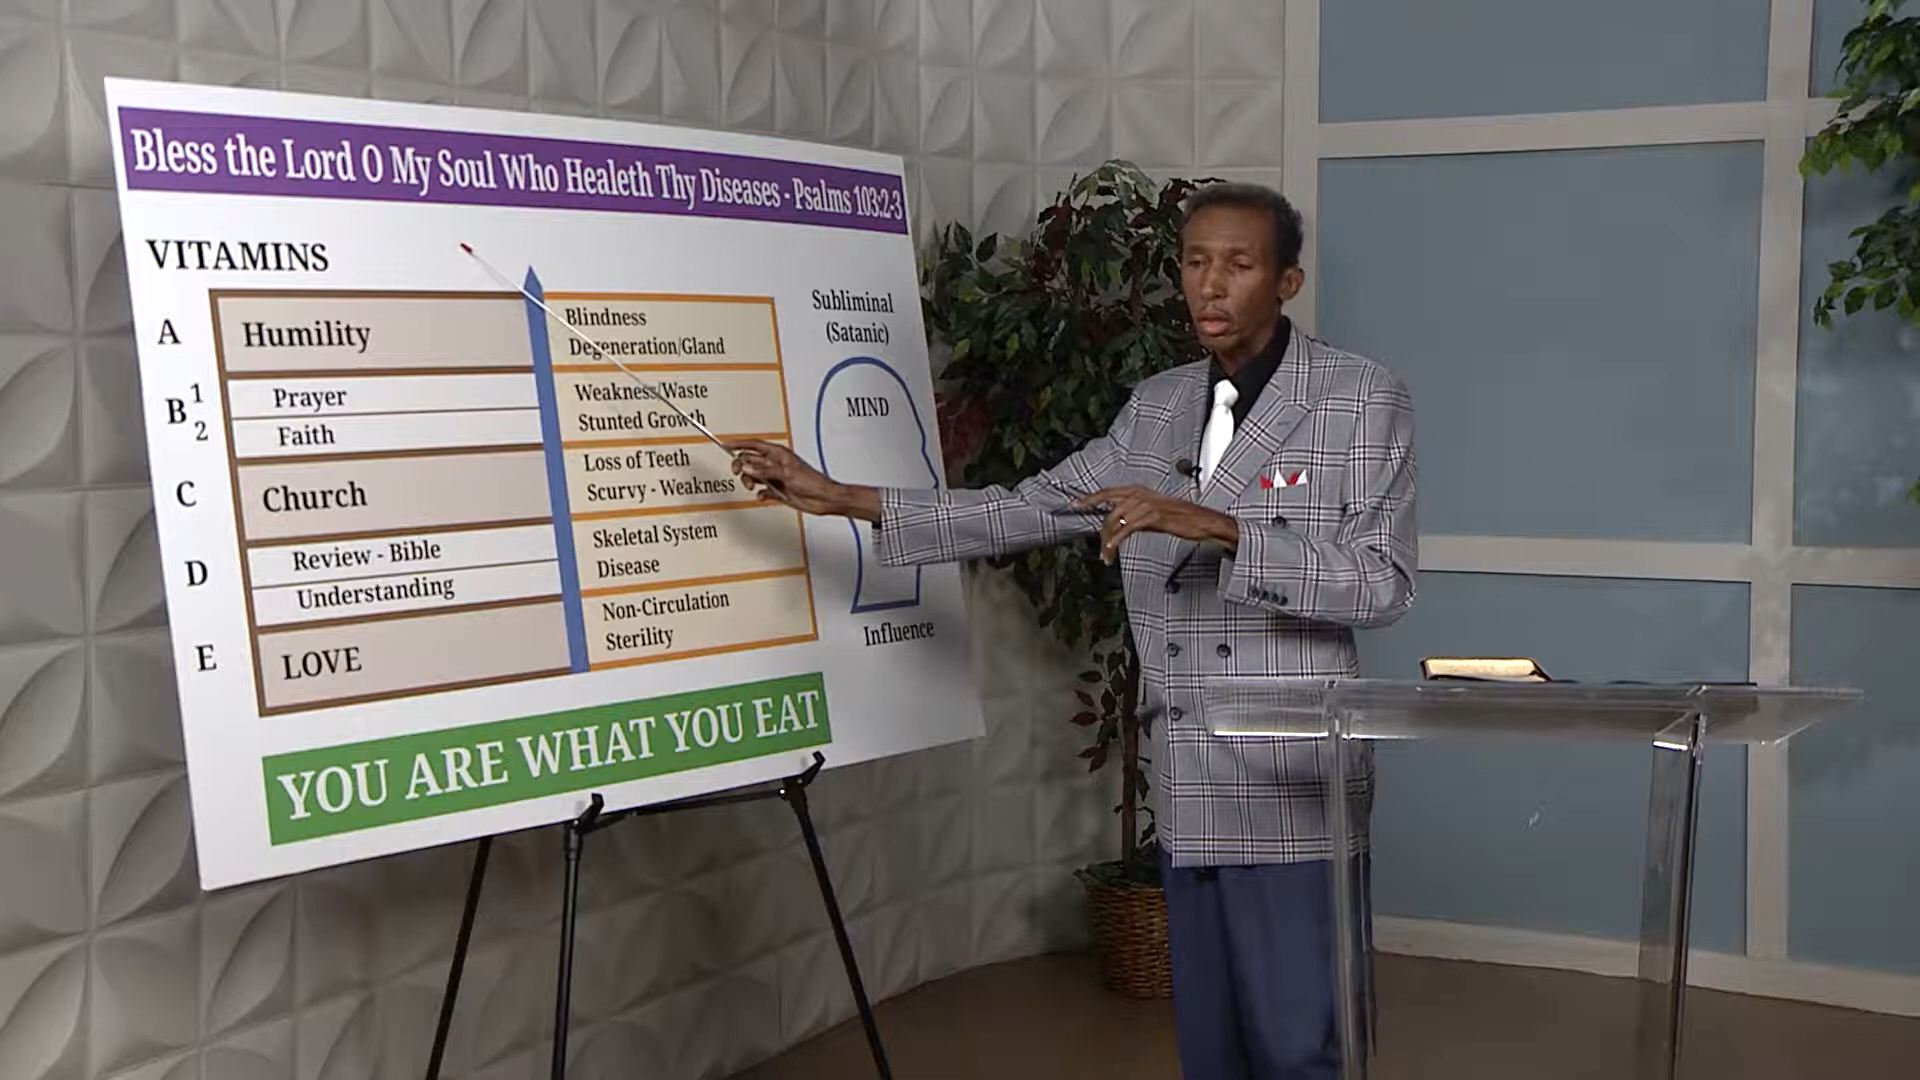 Bless the Lord O My Soul Who Healeth Thy Diseases - Psalms 103:2-3
VITAMINS
A
Humility
Blindness
Degeneration/Gland
B 1 2
Prayer
Faith
Weakness/Waste
Stunted Growth
C
Church
Loss of Teeth
Scurvy - Weakness
D
Review - Bible
Understanding
Skeletal System
Disease
E
LOVE
Non-Circulation
Sterility
Subliminal
(Satanic)
MIND
Influence
YOU ARE WHAT YOU EAT